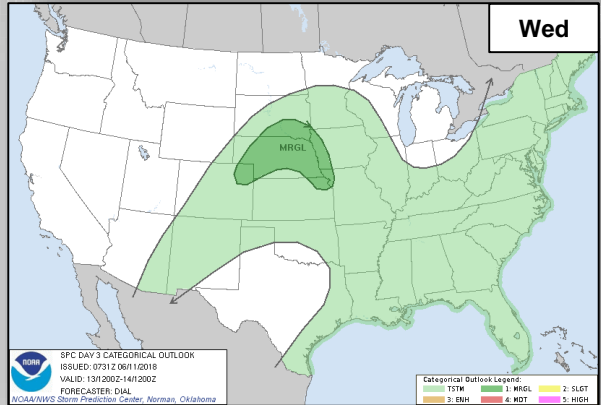 Wed
MRGL
NOAA
SPC DAY 3 CATEGORICAL OUTLOOK
ISSUED: 0731Z 06/11/2018
VALID: 13/1200Z-14/1200Z
FORECASTER: DIAL
NOAA/NWS Storm Prediction Center, Norman, Oklahoma
Categorical Outlook Legend:
TSTM 1: MRGL 2: SLGT
3: ENH 4: MDT 5: HIGH